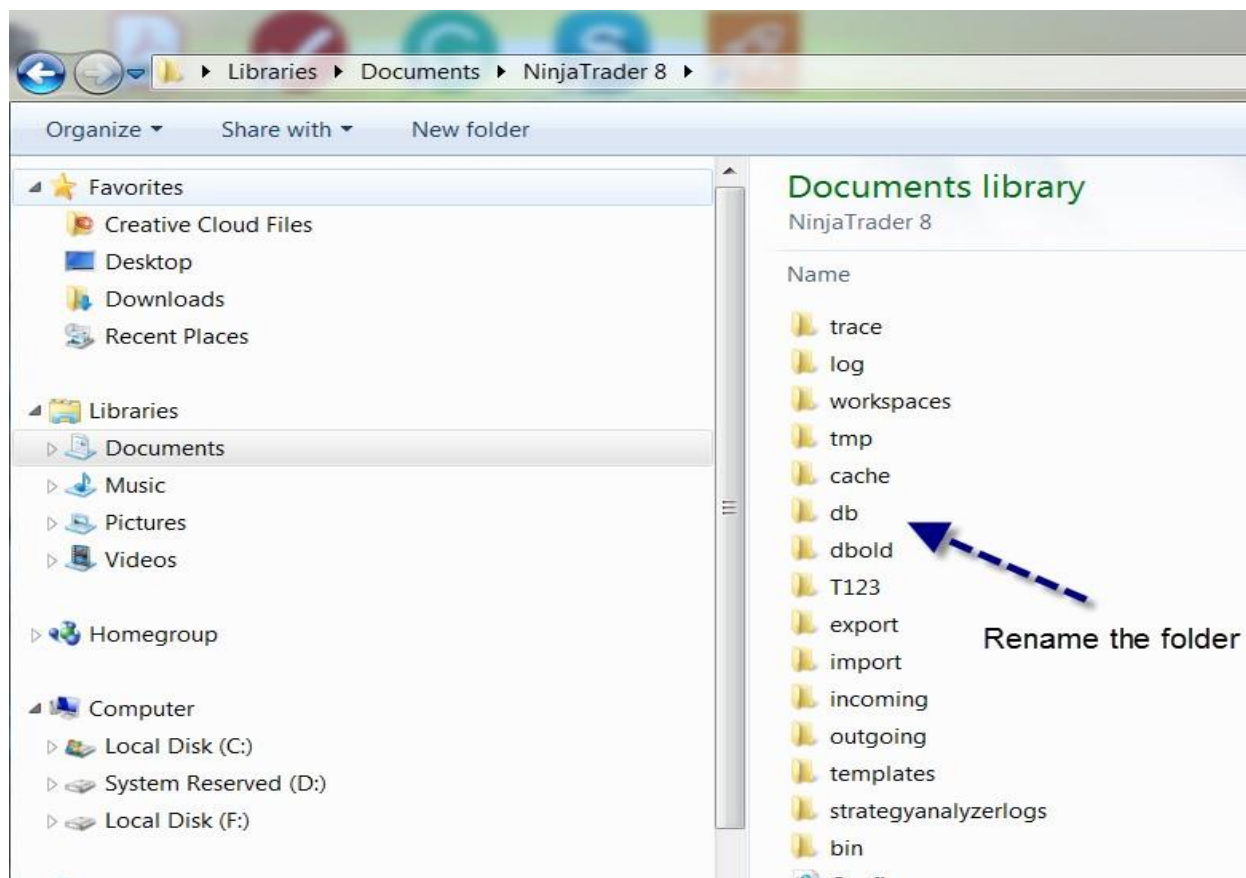 Libraries Documents NinjaTrader 8
Organize Share with New folder
Favorites
Creative Cloud Files
Desktop
Downloads
Recent Places
Libraries
Documents
Music
Pictures
Videos
Homegroup
Computer
Local Disk (C:)
System Reserved (D:)
Local Disk (F:)
Documents library
NinjaTrader 8
Name
trace
log
workspaces
tmp
cache
db
dbold
T123
export
Rename the folder
import
incoming
outgoing
templates
strategyanalyzerlogs
bin